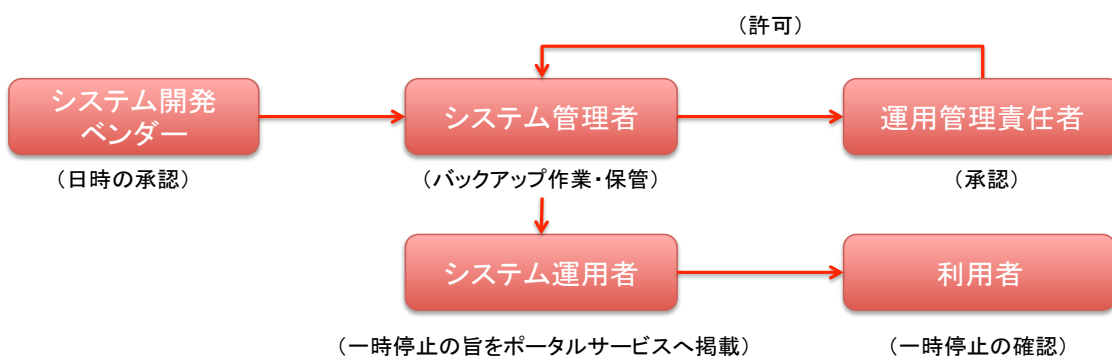 （許可）
システム開発
ベンダー
システム管理者
運用管理責任者
（日時の承認）
（バックアップ作業・保管）
（承認）
システム運用者
利用者
（一時停止の旨をポータルサービスへ掲載）
（一時停止の確認）